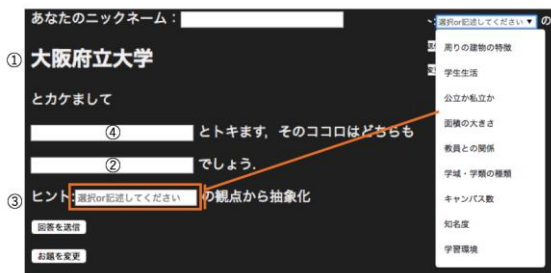 あなたのニックネーム：
① 大阪府立大学
とカケまして
④ とトキます，そのココロはどちらも
② でしょう．
③ ヒント:選択or記述してください の観点から抽象化
回答を送信
お題を変更
選択or記述してください ▼ の
周りの建物の特徴
学生生活
公立か私立か
面積の大きさ
教員との関係
学域・学類の種類
キャンパス数
知名度
学習環境